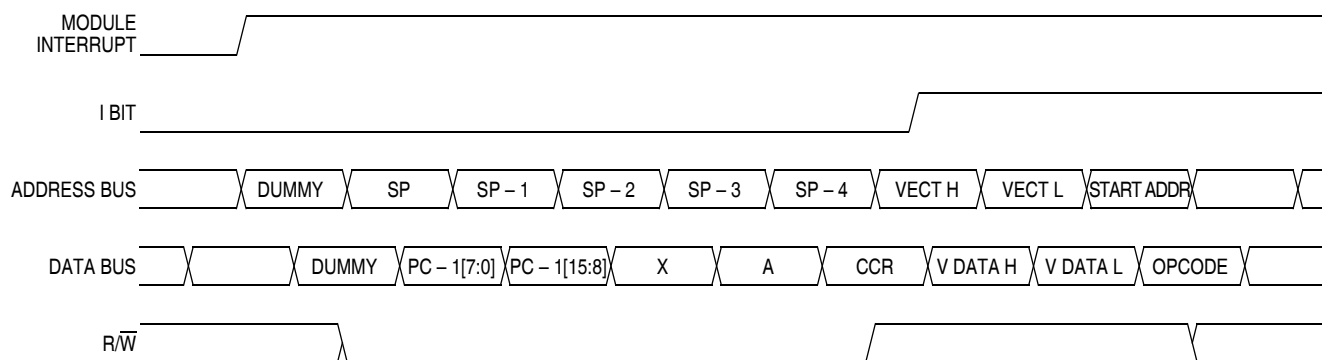 MODULE
INTERRUPT
I BIT
ADDRESS BUS DUMMY SP SP – 1 SP – 2 SP – 3 SP – 4 VECT H VECT L START ADDR
DATA BUS DUMMY PC – 1[7:0] PC – 1[15:8] X A CCR V DATA H V DATA L OPCODE
R/W̅